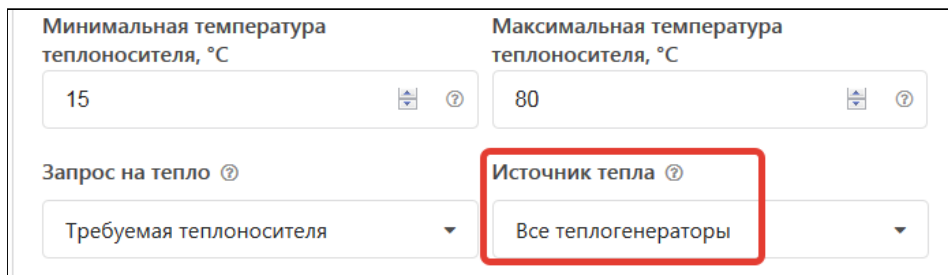 Минимальная температура
теплоносителя, °C
Максимальная температура
теплоносителя, °C
15
80
Запрос на тепло
Источник тепла
Требуемая теплоносителя
Все теплогенераторы